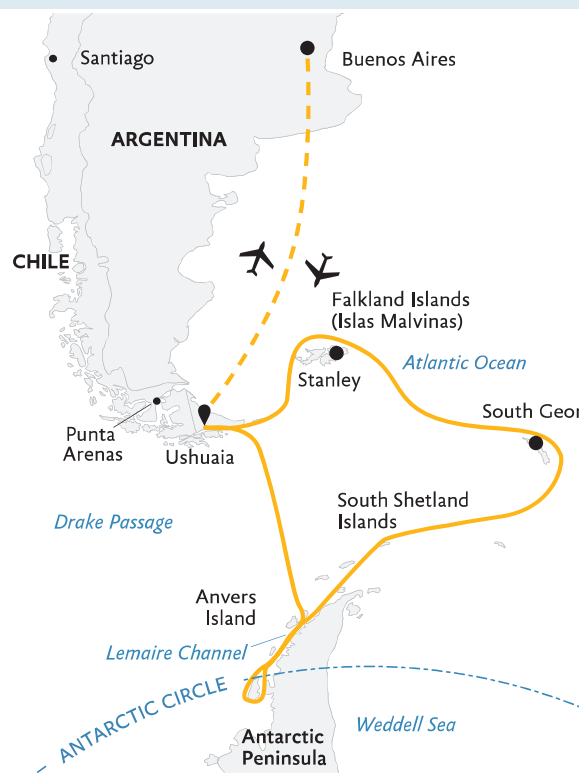 Santiago
Buenos Aires
ARGENTINA
CHILE
Falkland Islands
(Islas Malvinas)
Atlantic Ocean
Stanley
South Geor
Punta
Arenas
Ushuaia
South Shetland
Islands
Drake Passage
Anvers
Island
Lemaire Channel
ANTARCTIC CIRCLE
Weddell Sea
Antarctic
Peninsula